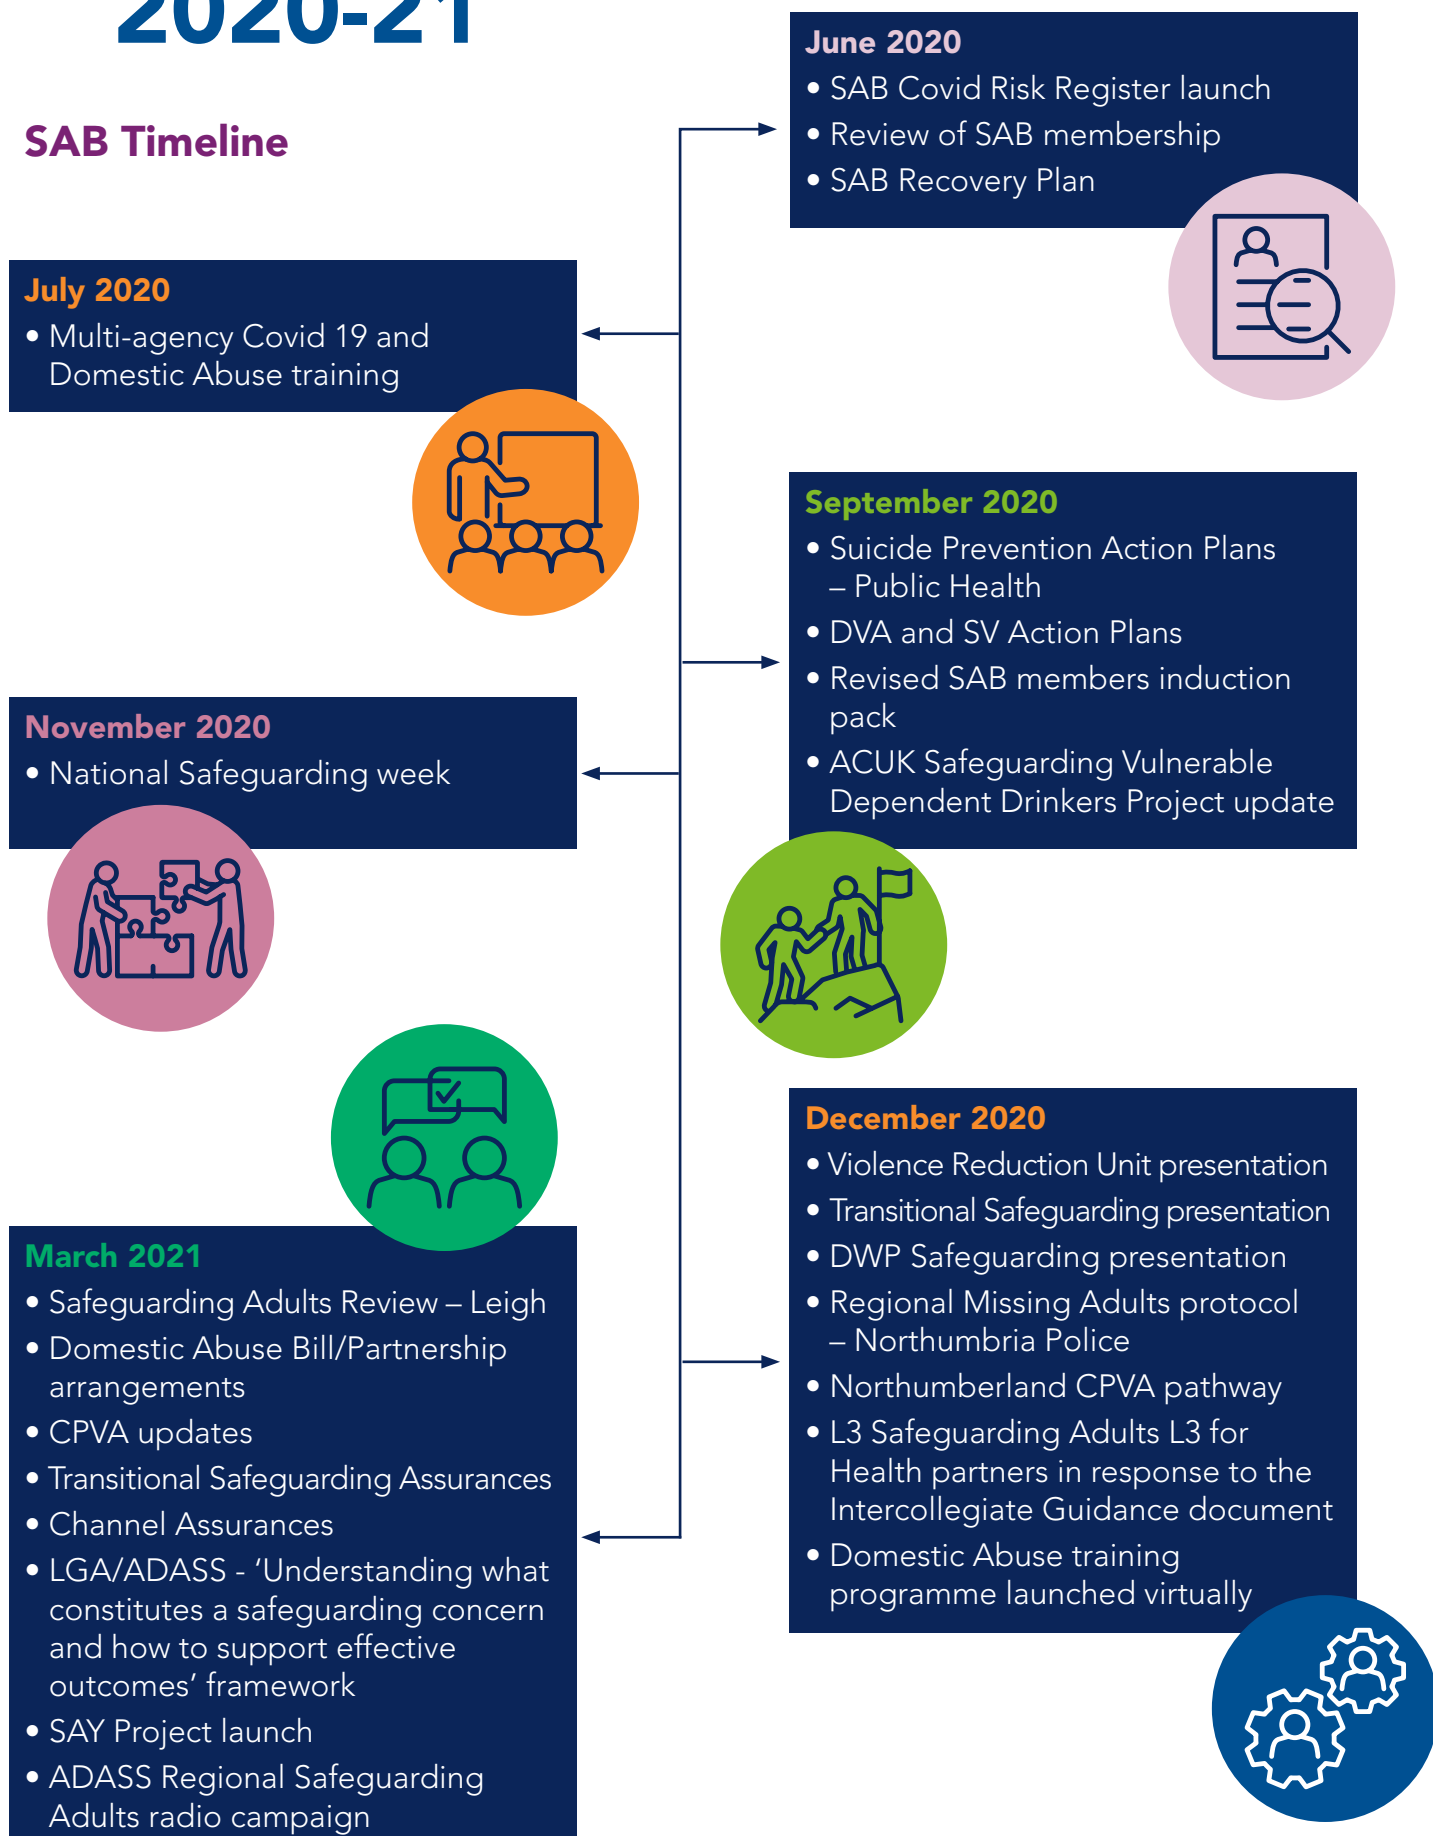 2020-21
SAB Timeline
June 2020
• SAB Covid Risk Register launch
• Review of SAB membership
• SAB Recovery Plan
July 2020
• Multi-agency Covid 19 and
Domestic Abuse training
September 2020
• Suicide Prevention Action Plans
– Public Health
• DVA and SV Action Plans
• Revised SAB members induction
pack
• ACUK Safeguarding Vulnerable
Dependent Drinkers Project update
November 2020
• National Safeguarding week
December 2020
• Violence Reduction Unit presentation
• Transitional Safeguarding presentation
• DWP Safeguarding presentation
• Regional Missing Adults protocol
– Northumbria Police
• Northumberland CPVA pathway
• L3 Safeguarding Adults L3 for
Health partners in response to the
Intercollegiate Guidance document
• Domestic Abuse training
programme launched virtually
March 2021
• Safeguarding Adults Review – Leigh
• Domestic Abuse Bill/Partnership
arrangements
• CPVA updates
• Transitional Safeguarding Assurances
• Channel Assurances
• LGA/ADASS - ‘Understanding what
constitutes a safeguarding concern
and how to support effective
outcomes’ framework
• SAY Project launch
• ADASS Regional Safeguarding
Adults radio campaign